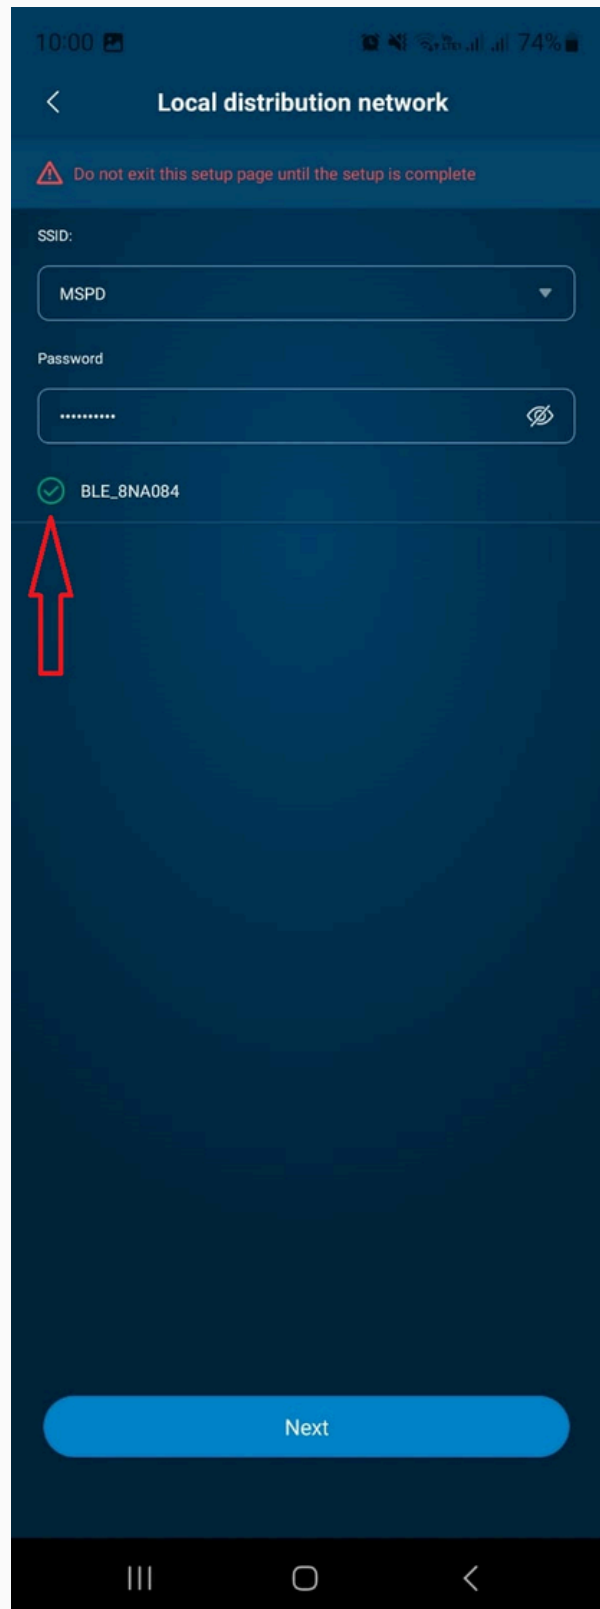 10:00 74%
Local distribution network
Do not exit this setup page until the setup is complete
SSID:
MSPD
Password
••••••••••
BLE_8NA084
Next